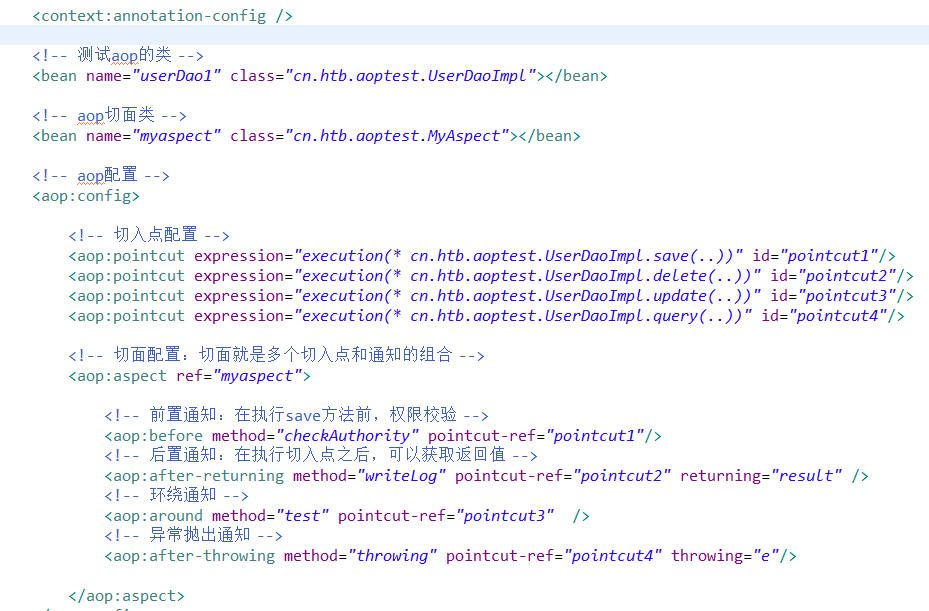 <context:annotation-config />
<!-- 测试aop的类 -->
<bean name="userDao1" class="cn.htb.aoptest.UserDaoImpl"></bean>
<!-- aop切面类 -->
<bean name="myaspect" class="cn.htb.aoptest.MyAspect"></bean>
<!-- aop配置 -->
<aop:config>
<!-- 切入点配置 -->
<aop:pointcut expression="execution(* cn.htb.aoptest.UserDaoImpl.save(..))" id="pointcut1"/>
<aop:pointcut expression="execution(* cn.htb.aoptest.UserDaoImpl.delete(..))" id="pointcut2"/>
<aop:pointcut expression="execution(* cn.htb.aoptest.UserDaoImpl.update(..))" id="pointcut3"/>
<aop:pointcut expression="execution(* cn.htb.aoptest.UserDaoImpl.query(..))" id="pointcut4"/>
<!-- 切面配置：切面就是多个切入点和通知的组合 -->
<aop:aspect ref="myaspect">
<!-- 前置通知：在执行save方法前，权限校验 -->
<aop:before method="checkAuthority" pointcut-ref="pointcut1"/>
<!-- 后置通知：在执行切入点之后，可以获取返回值 -->
<aop:after-returning method="writeLog" pointcut-ref="pointcut2" returning="result" />
<!-- 环绕通知 -->
<aop:around method="test" pointcut-ref="pointcut3"  />
<!-- 异常抛出通知 -->
<aop:after-throwing method="throwing" pointcut-ref="pointcut4" throwing="e"/>
</aop:aspect>